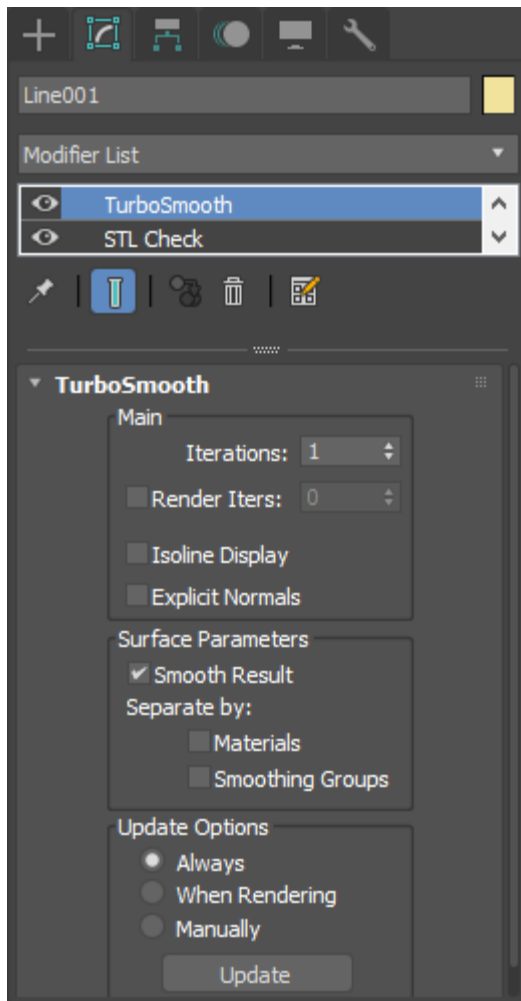 Line001
Modifier List
TurboSmooth
STL Check
TurboSmooth
Main
Iterations: 1
Render Iters: 0
Isoline Display
Explicit Normals
Surface Parameters
Smooth Result
Separate by:
Materials
Smoothing Groups
Update Options
Always
When Rendering
Manually
Update